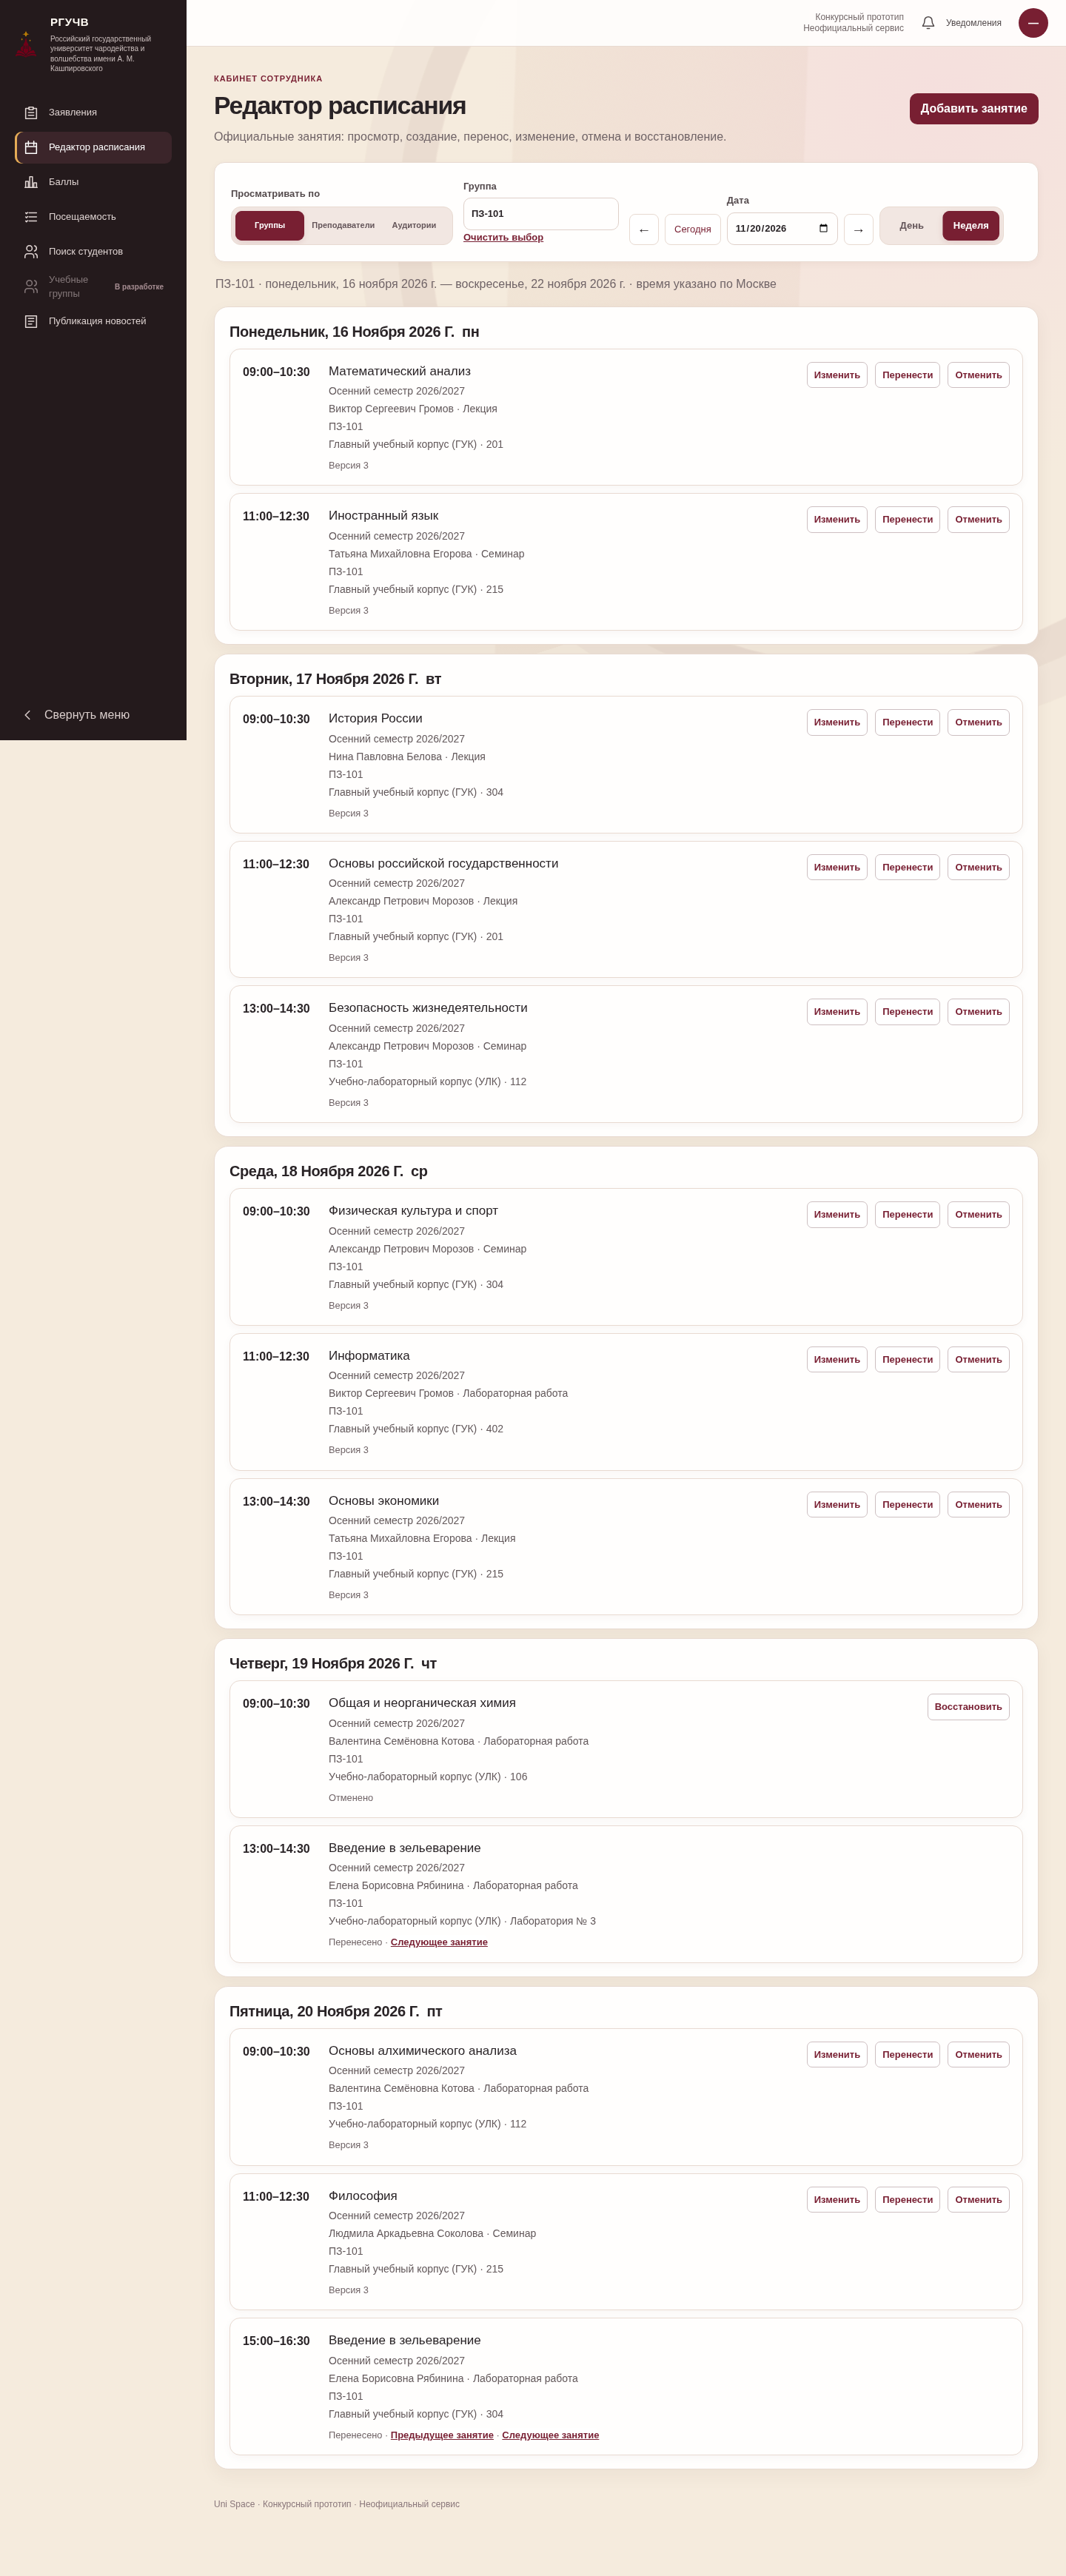 РГУЧВ
Российский государственный
университет чародейства и
волшебства имени А. М.
Кашпировского
Заявления
Редактор расписания
Баллы
Посещаемость
Поиск студентов
Учебные
группы
В разработке
Публикация новостей
Свернуть меню
Конкурсный прототип
Неофициальный сервис
Уведомления
КАБИНЕТ СОТРУДНИКА
Редактор расписания
Добавить занятие
Официальные занятия: просмотр, создание, перенос, изменение, отмена и восстановление.
Просматривать по
Группы Преподаватели Аудитории
Группа
ПЗ-101
Очистить выбор
← Сегодня
Дата
11/20/2026
→
День Неделя
ПЗ-101 · понедельник, 16 ноября 2026 г. — воскресенье, 22 ноября 2026 г. · время указано по Москве
Понедельник, 16 Ноября 2026 Г. пн
09:00–10:30 Математический анализ Изменить Перенести Отменить
Осенний семестр 2026/2027
Виктор Сергеевич Громов · Лекция
ПЗ-101
Главный учебный корпус (ГУК) · 201
Версия 3
11:00–12:30 Иностранный язык Изменить Перенести Отменить
Осенний семестр 2026/2027
Татьяна Михайловна Егорова · Семинар
ПЗ-101
Главный учебный корпус (ГУК) · 215
Версия 3
Вторник, 17 Ноября 2026 Г. вт
09:00–10:30 История России Изменить Перенести Отменить
Осенний семестр 2026/2027
Нина Павловна Белова · Лекция
ПЗ-101
Главный учебный корпус (ГУК) · 304
Версия 3
11:00–12:30 Основы российской государственности Изменить Перенести Отменить
Осенний семестр 2026/2027
Александр Петрович Морозов · Лекция
ПЗ-101
Главный учебный корпус (ГУК) · 201
Версия 3
13:00–14:30 Безопасность жизнедеятельности Изменить Перенести Отменить
Осенний семестр 2026/2027
Александр Петрович Морозов · Семинар
ПЗ-101
Учебно-лабораторный корпус (УЛК) · 112
Версия 3
Среда, 18 Ноября 2026 Г. ср
09:00–10:30 Физическая культура и спорт Изменить Перенести Отменить
Осенний семестр 2026/2027
Александр Петрович Морозов · Семинар
ПЗ-101
Главный учебный корпус (ГУК) · 304
Версия 3
11:00–12:30 Информатика Изменить Перенести Отменить
Осенний семестр 2026/2027
Виктор Сергеевич Громов · Лабораторная работа
ПЗ-101
Главный учебный корпус (ГУК) · 402
Версия 3
13:00–14:30 Основы экономики Изменить Перенести Отменить
Осенний семестр 2026/2027
Татьяна Михайловна Егорова · Лекция
ПЗ-101
Главный учебный корпус (ГУК) · 215
Версия 3
Четверг, 19 Ноября 2026 Г. чт
09:00–10:30 Общая и неорганическая химия Восстановить
Осенний семестр 2026/2027
Валентина Семёновна Котова · Лабораторная работа
ПЗ-101
Учебно-лабораторный корпус (УЛК) · 106
Отменено
13:00–14:30 Введение в зельеварение
Осенний семестр 2026/2027
Елена Борисовна Рябинина · Лабораторная работа
ПЗ-101
Учебно-лабораторный корпус (УЛК) · Лаборатория № 3
Перенесено · Следующее занятие
Пятница, 20 Ноября 2026 Г. пт
09:00–10:30 Основы алхимического анализа Изменить Перенести Отменить
Осенний семестр 2026/2027
Валентина Семёновна Котова · Лабораторная работа
ПЗ-101
Учебно-лабораторный корпус (УЛК) · 112
Версия 3
11:00–12:30 Философия Изменить Перенести Отменить
Осенний семестр 2026/2027
Людмила Аркадьевна Соколова · Семинар
ПЗ-101
Главный учебный корпус (ГУК) · 215
Версия 3
15:00–16:30 Введение в зельеварение
Осенний семестр 2026/2027
Елена Борисовна Рябинина · Лабораторная работа
ПЗ-101
Главный учебный корпус (ГУК) · 304
Перенесено · Предыдущее занятие · Следующее занятие
Uni Space · Конкурсный прототип · Неофициальный сервис